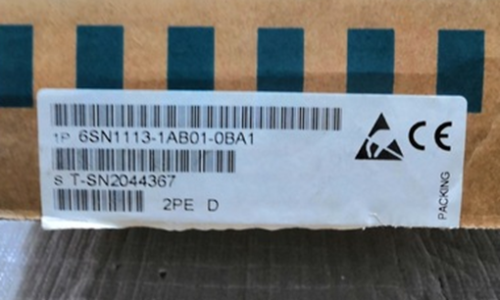 1P 6SN1113-1AB01-0BA1
S T-SN2044367
2PE D
CE
PACKING